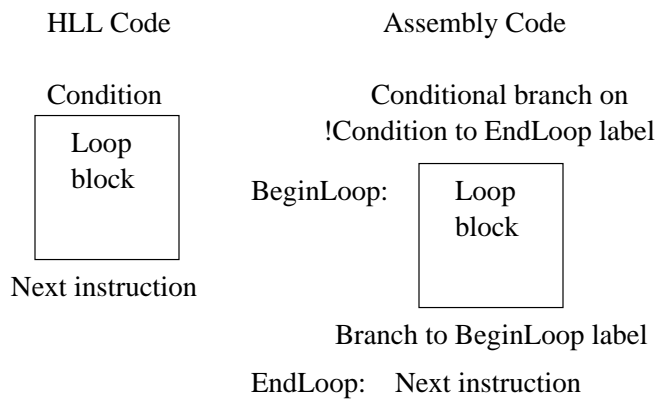 HLL Code
Assembly Code
Condition
Loop
block
Next instruction
Conditional branch on
!Condition to EndLoop label
BeginLoop:
Loop
block
Branch to BeginLoop label
EndLoop: Next instruction